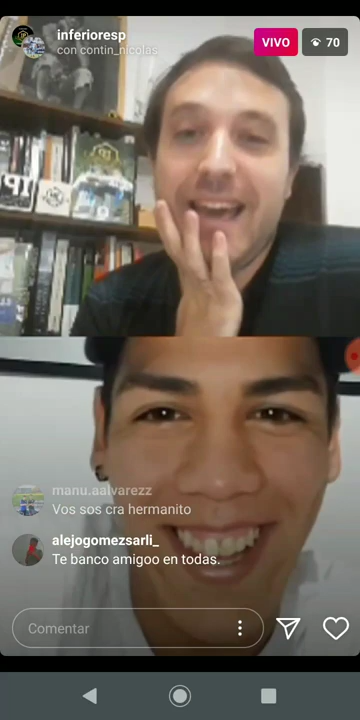 inferioresp
con contin_nicolas.
VIVO
70
manu.aalvarezz
Vos sos cra hermanito
alejogomezsarli_
Te banco amigoo en todas.
Comentar